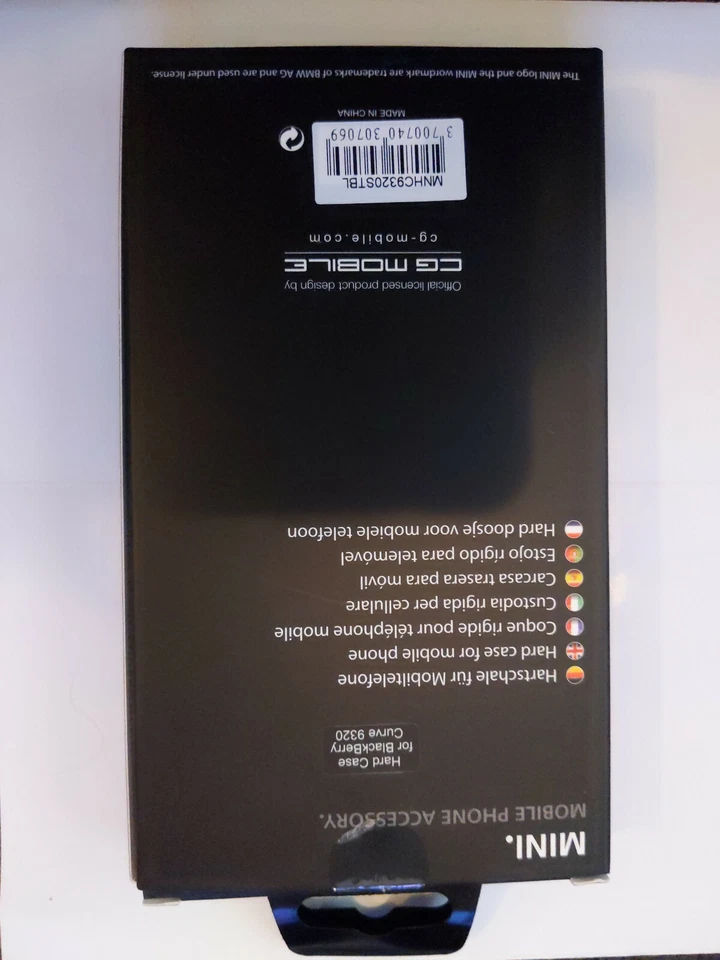 MINI.
MOBILE PHONE ACCESSORY.
Hard Case
for BlackBerry
Curve 9320
Hartschale für Mobiltelefone
Hard case for mobile phone
Coque rigide pour téléphone mobile
Custodia rigida per cellulare
Carcasa trasera para móvil
Estojo rígido para telemóvel
Hard doosje voor mobiele telefoon
Official licensed product design by
CG MOBILE
cg-mobile.com
MNHC9320STBL
3 700740 307069
MADE IN CHINA
The MINI logo and the MINI wordmark are trademarks of BMW AG and are used under license.